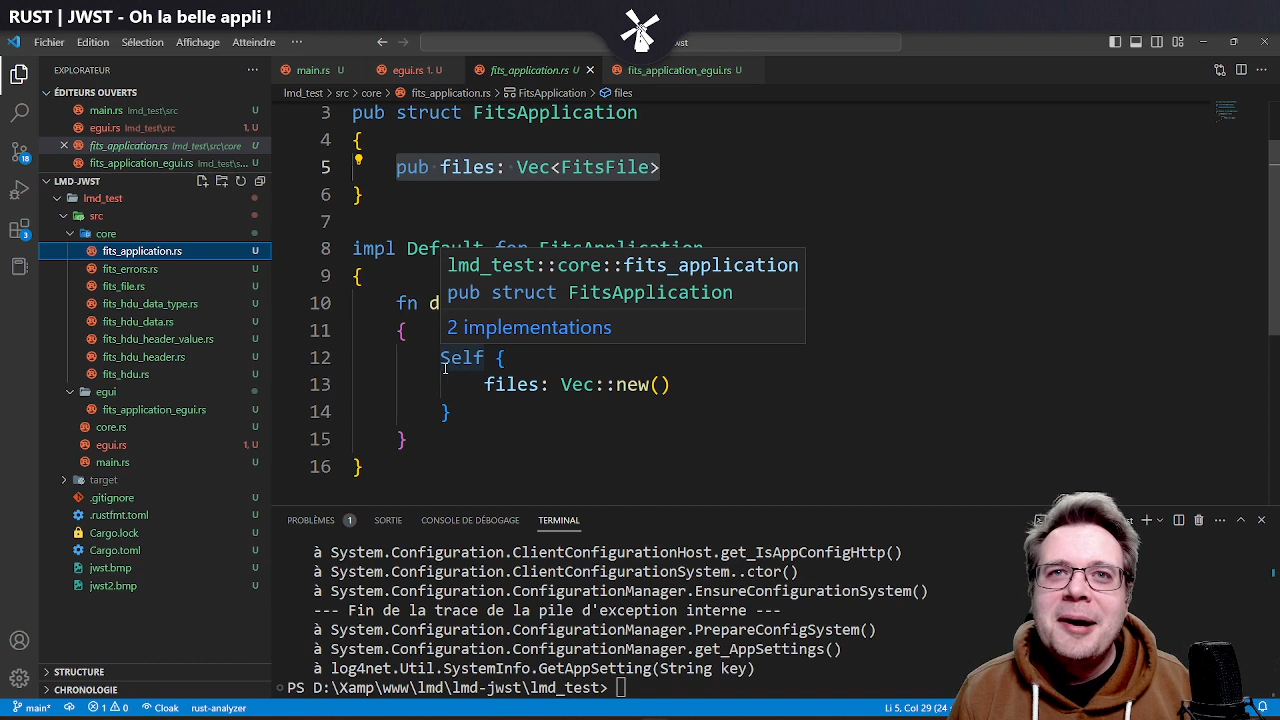 RUST | JWST - Oh la belle appli !
Fichier Edition Sélection Affichage Atteindre ···
EXPLORATEUR
ÉDITEURS OUVERTS
main.rs lmd_test\src U
egui.rs lmd_test\src 1, U
fits_application.rs lmd_test\src\core U
fits_application_egui.rs lmd_test\s... U
LMD-JWST
lmd_test
src
core
fits_application.rs U
fits_errors.rs U
fits_file.rs U
fits_hdu_data_type.rs U
fits_hdu_data.rs U
fits_hdu_header_value.rs U
fits_hdu_header.rs U
fits_hdu.rs U
egui
fits_application_egui.rs U
core.rs U
egui.rs 1, U
main.rs U
target
.gitignore U
.rustfmt.toml U
Cargo.lock U
Cargo.toml U
jwst.bmp U
jwst2.bmp U
STRUCTURE
CHRONOLOGIE
18
3
main.rs U egui.rs 1, U fits_application.rs U fits_application_egui.rs U
lmd_test > src > core > fits_application.rs > FitsApplication > files
3 pub struct FitsApplication
4 {
5 pub files: Vec<FitsFile>
6 }
7
8 impl Default for FitsApplication
9 {
lmd_test::core::fits_application
pub struct FitsApplication
2 implementations
10 fn d
11 {
12 Self {
13 files: Vec::new()
14 }
15 }
16 }
PROBLÈMES 1 SORTIE CONSOLE DE DÉBOGAGE TERMINAL
à System.Configuration.ClientConfigurationHost.get_IsAppConfigHttp()
à System.Configuration.ClientConfigurationSystem..ctor()
à System.Configuration.ConfigurationManager.EnsureConfigurationSystem()
--- Fin de la trace de la pile d'exception interne ---
à System.Configuration.ConfigurationManager.PrepareConfigSystem()
à System.Configuration.ConfigurationManager.get_AppSettings()
à log4net.Util.SystemInfo.GetAppSetting(String key)
PS D:\Xamp\www\lmd\lmd-jwst\lmd_test>
main* 1 0 Cloak rust-analyzer Ln 5, Col 29 (24